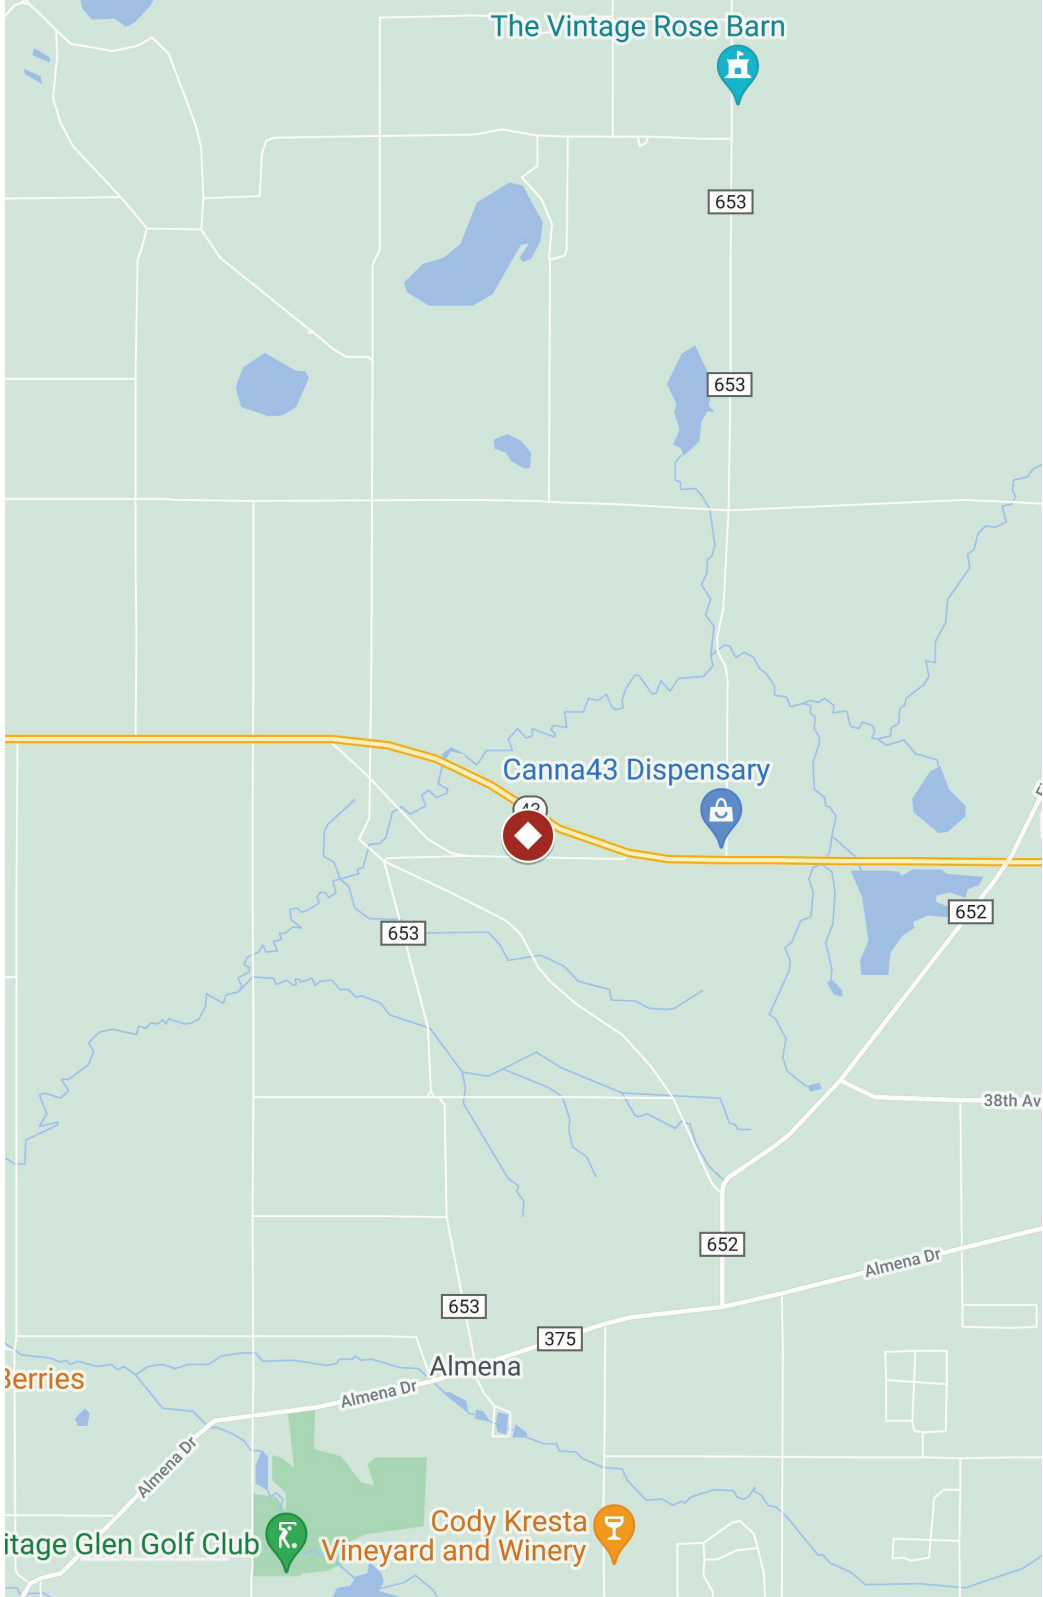 The Vintage Rose Barn
653
653
Canna43 Dispensary
43
652
653
38th Av
652
Almena Dr
653
375
Almena
Berries
Almena Dr
Almena Dr
Cody Kresta
Vineyard and Winery
itage Glen Golf Club